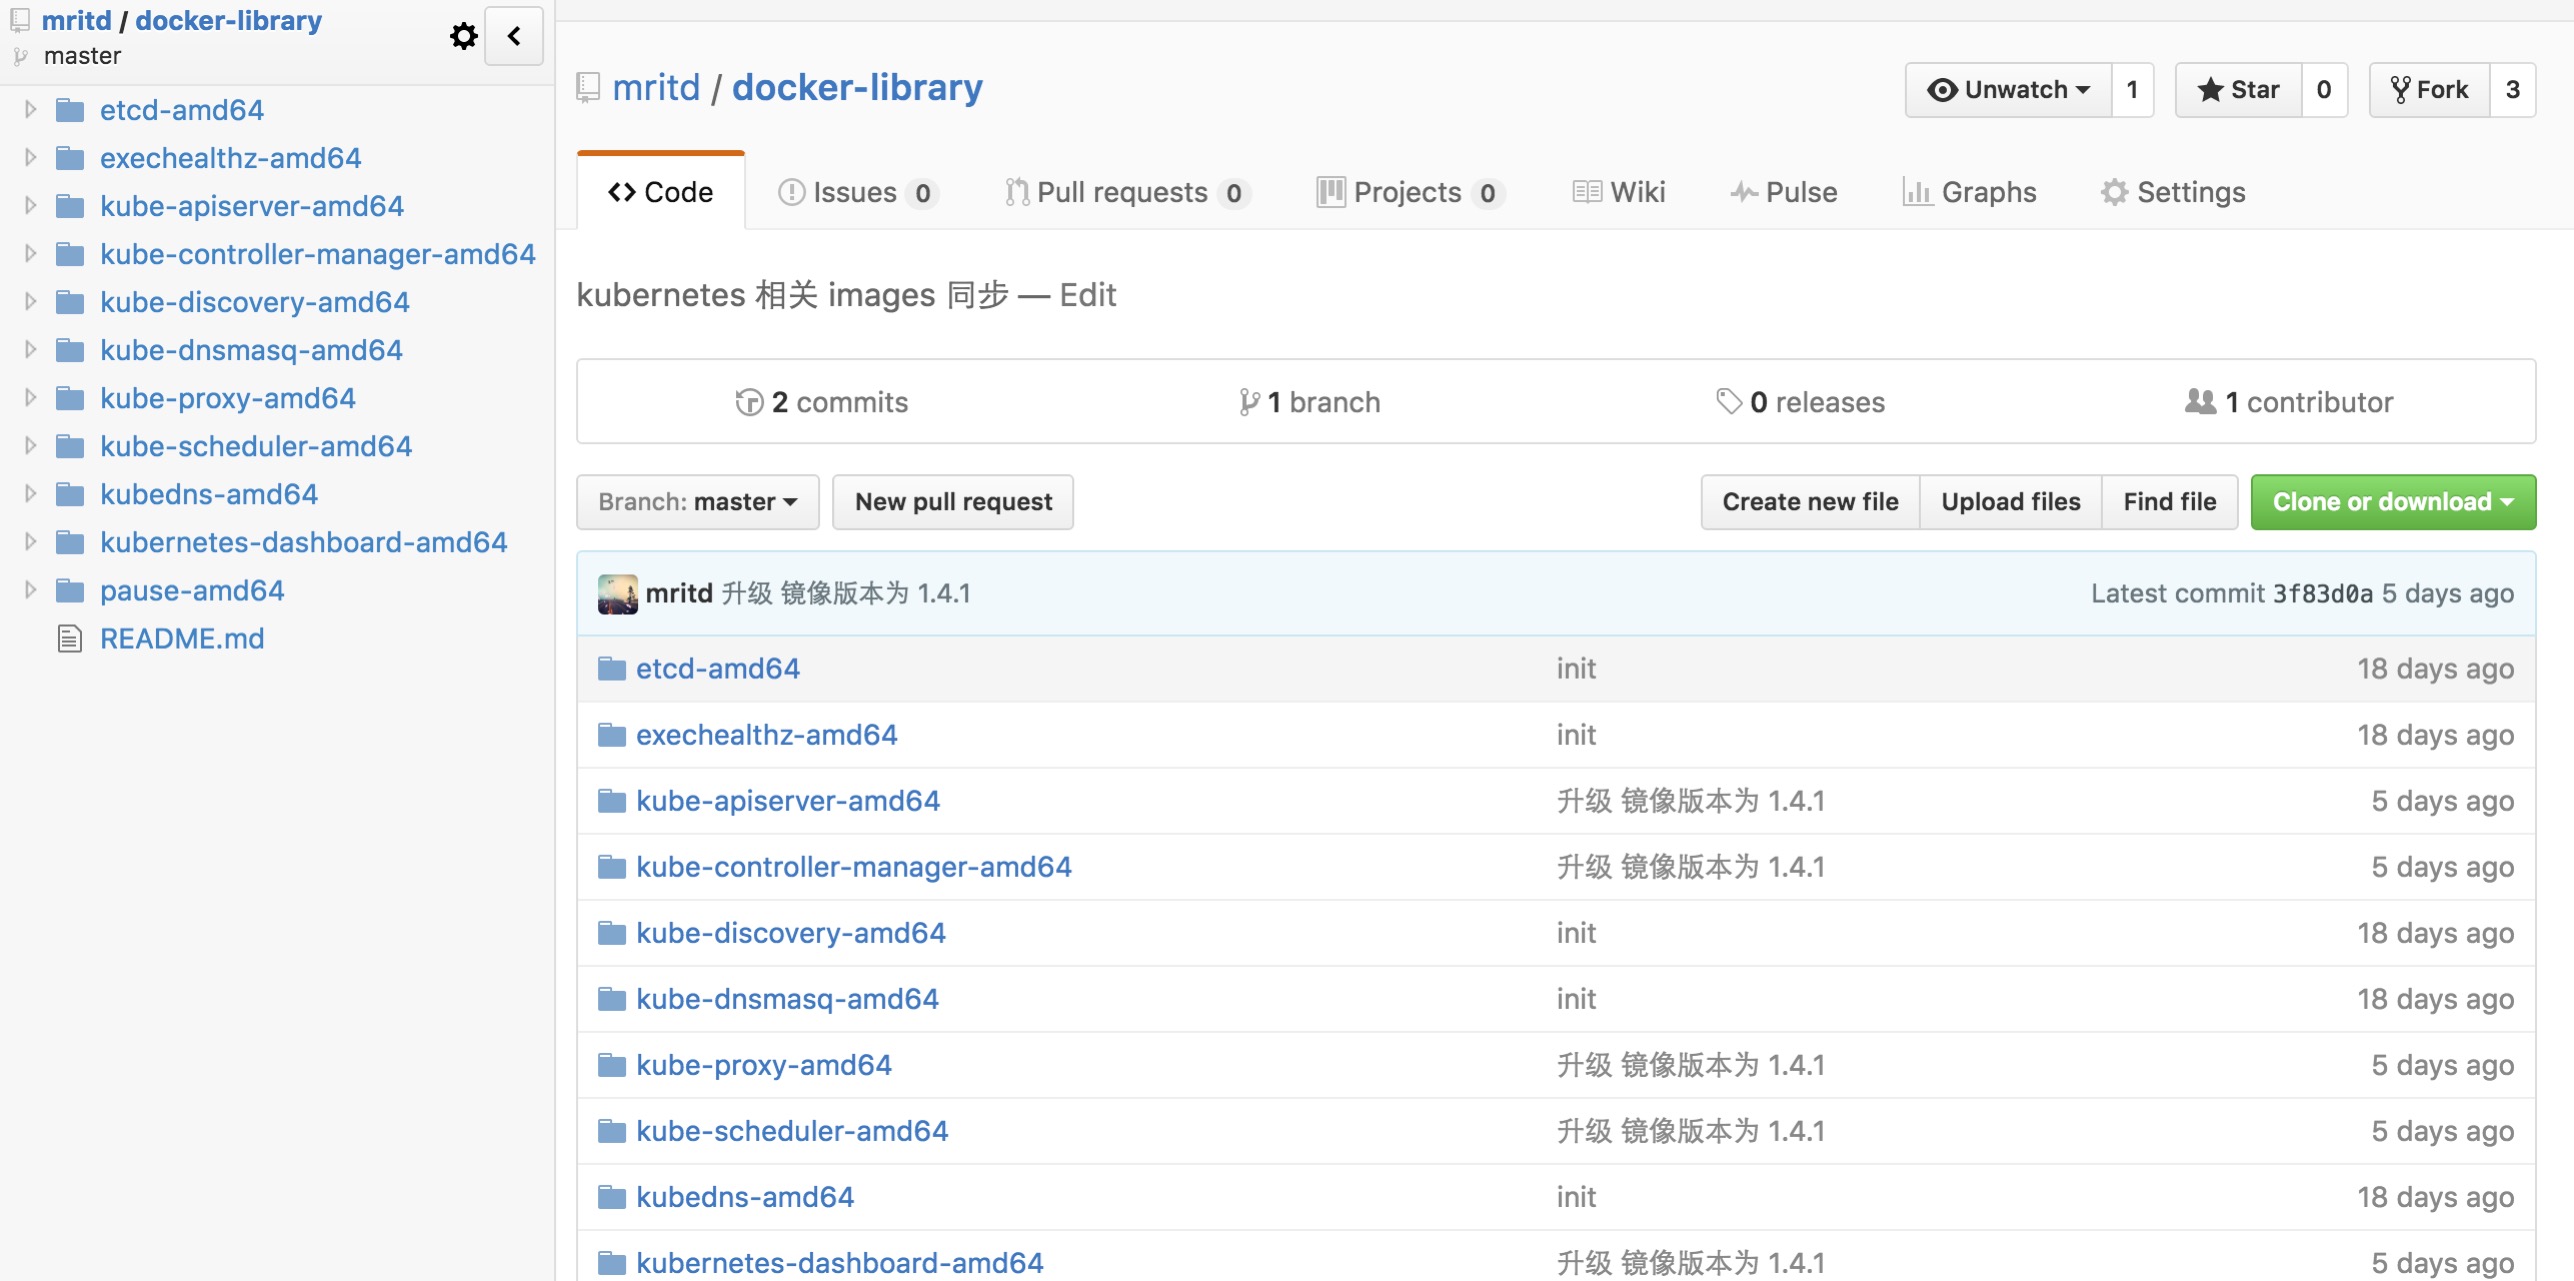 mritd / docker-library
master
etcd-amd64
exechealthz-amd64
kube-apiserver-amd64
kube-controller-manager-amd64
kube-discovery-amd64
kube-dnsmasq-amd64
kube-proxy-amd64
kube-scheduler-amd64
kubedns-amd64
kubernetes-dashboard-amd64
pause-amd64
README.md
mritd / docker-library
Unwatch 1 Star 0 Fork 3
Code Issues 0 Pull requests 0 Projects 0 Wiki Pulse Graphs Settings
kubernetes 相关 images 同步 — Edit
2 commits 1 branch 0 releases 1 contributor
Branch: master New pull request Create new file Upload files Find file Clone or download
mritd 升级 镜像版本为 1.4.1 Latest commit 3f83d0a 5 days ago
etcd-amd64 init 18 days ago
exechealthz-amd64 init 18 days ago
kube-apiserver-amd64 升级 镜像版本为 1.4.1 5 days ago
kube-controller-manager-amd64 升级 镜像版本为 1.4.1 5 days ago
kube-discovery-amd64 init 18 days ago
kube-dnsmasq-amd64 init 18 days ago
kube-proxy-amd64 升级 镜像版本为 1.4.1 5 days ago
kube-scheduler-amd64 升级 镜像版本为 1.4.1 5 days ago
kubedns-amd64 init 18 days ago
kubernetes-dashboard-amd64 升级 镜像版本为 1.4.1 5 days ago